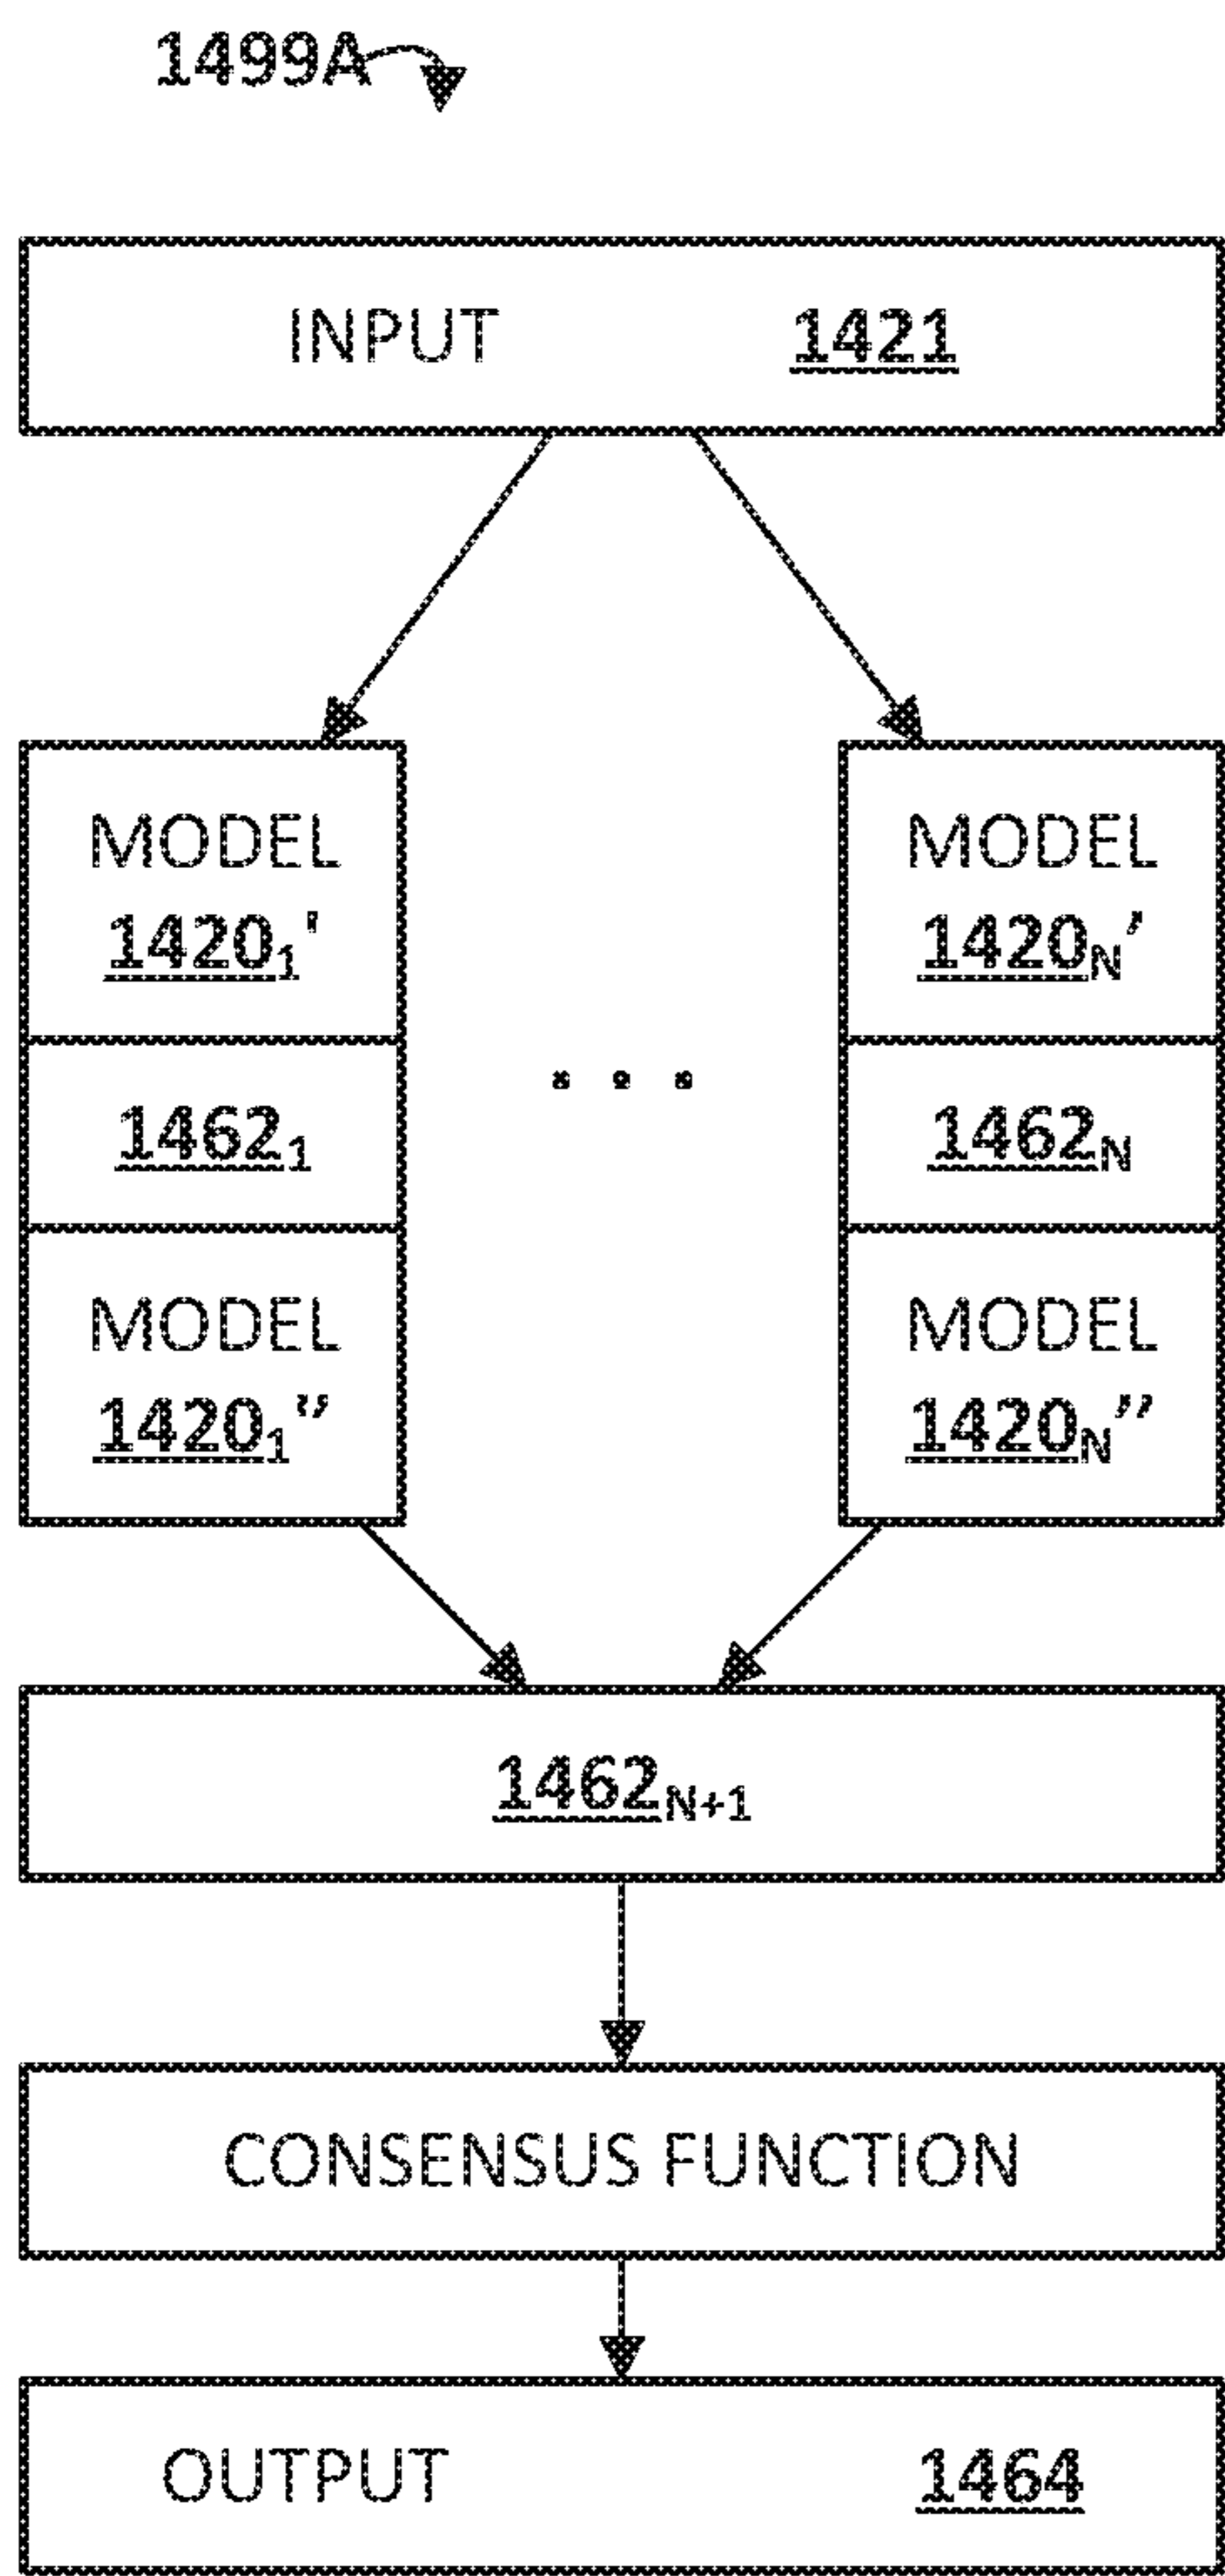 1499A
INPUT 1421
MODEL
1420₁'
1462₁
MODEL
1420₁''
. . .
MODEL
1420N’
1462N
MODEL
1420N’’
1462N+1
CONSENSUS FUNCTION
OUTPUT 1464